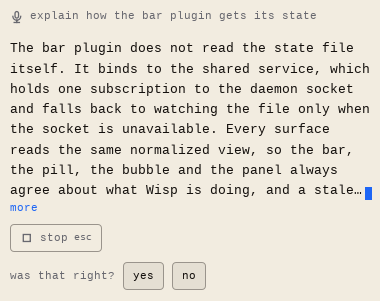 explain how the bar plugin gets its state
The bar plugin does not read the state file
itself. It binds to the shared service, which
holds one subscription to the daemon socket
and falls back to watching the file only when
the socket is unavailable. Every surface
reads the same normalized view, so the bar,
the pill, the bubble and the panel always
agree about what Wisp is doing, and a stale…
more
stop esc
was that right? yes no